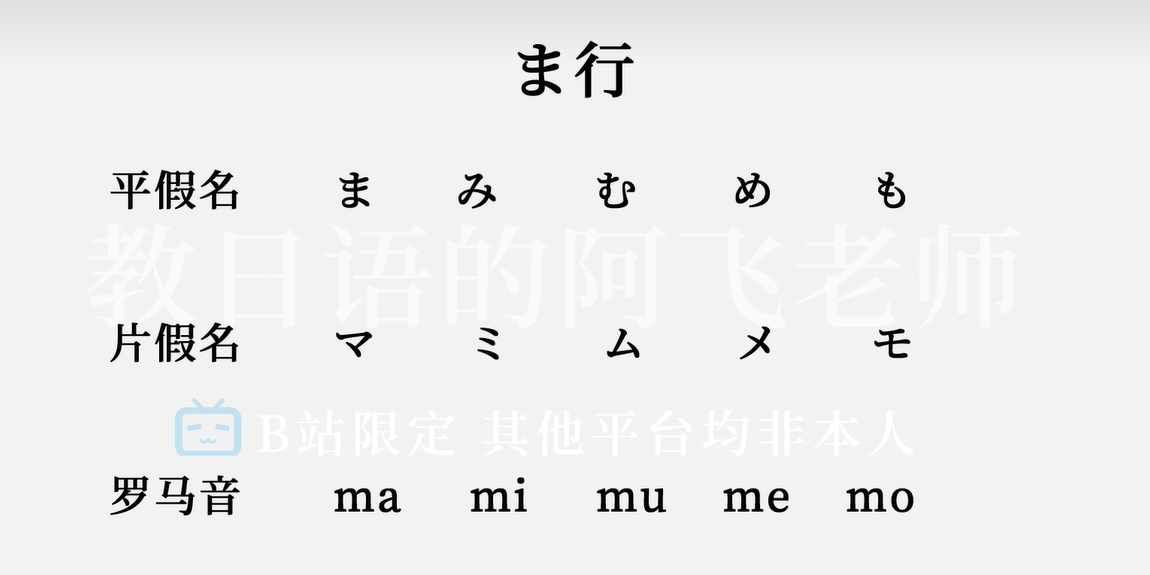 ま行
平假名 ま み む め も
教日语的阿飞老师
片假名 マ ミ ム メ モ
B站限定 其他平台均非本人
罗马音 ma mi mu me mo